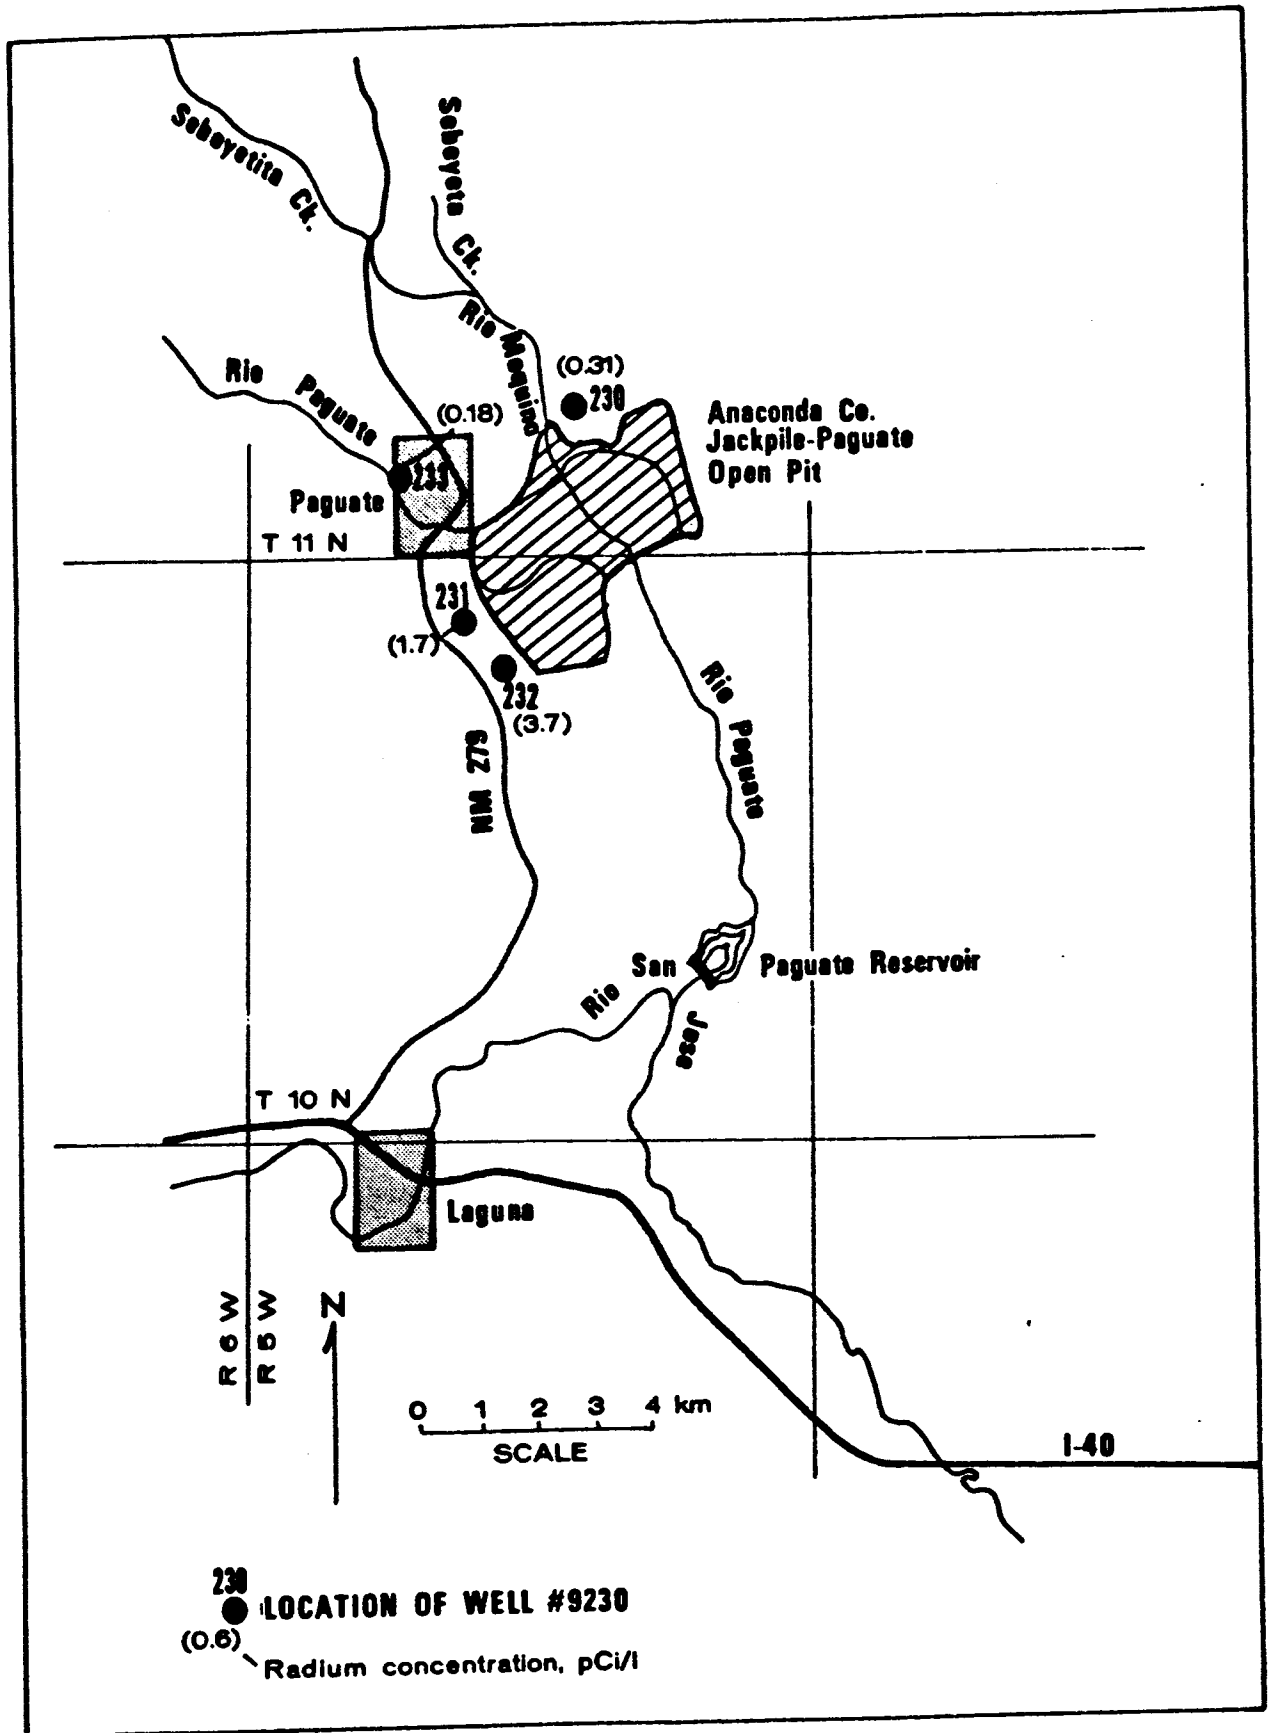 Seboyeta
Ck.
Seboyetita Ck.
Rio Moquino
Rio Paguate
(0.31)
230
(0.18)
233
Anaconda Co.
Jackpile-Paguate
Open Pit
Paguate
T 11 N
231
(1.7)
232
(3.7)
Rio Paguate
NM 279
San
Paguate Reservoir
Rio
Jose
T 10 N
Laguna
R 6 W
R 5 W
N
0 1 2 3 4 km
SCALE
I-40
230
LOCATION OF WELL #9230
(0.6)
Radium concentration, pCi/l